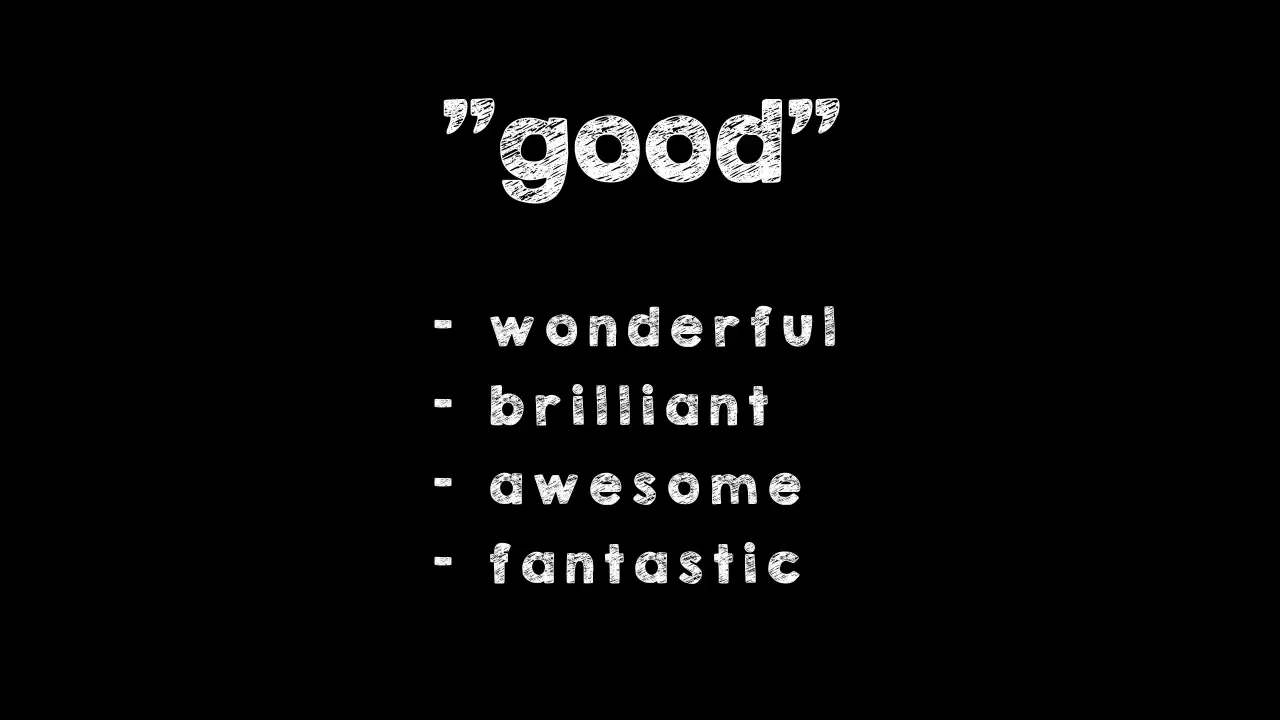 ”good”
- wonderful
- brilliant
- awesome
- fantastic